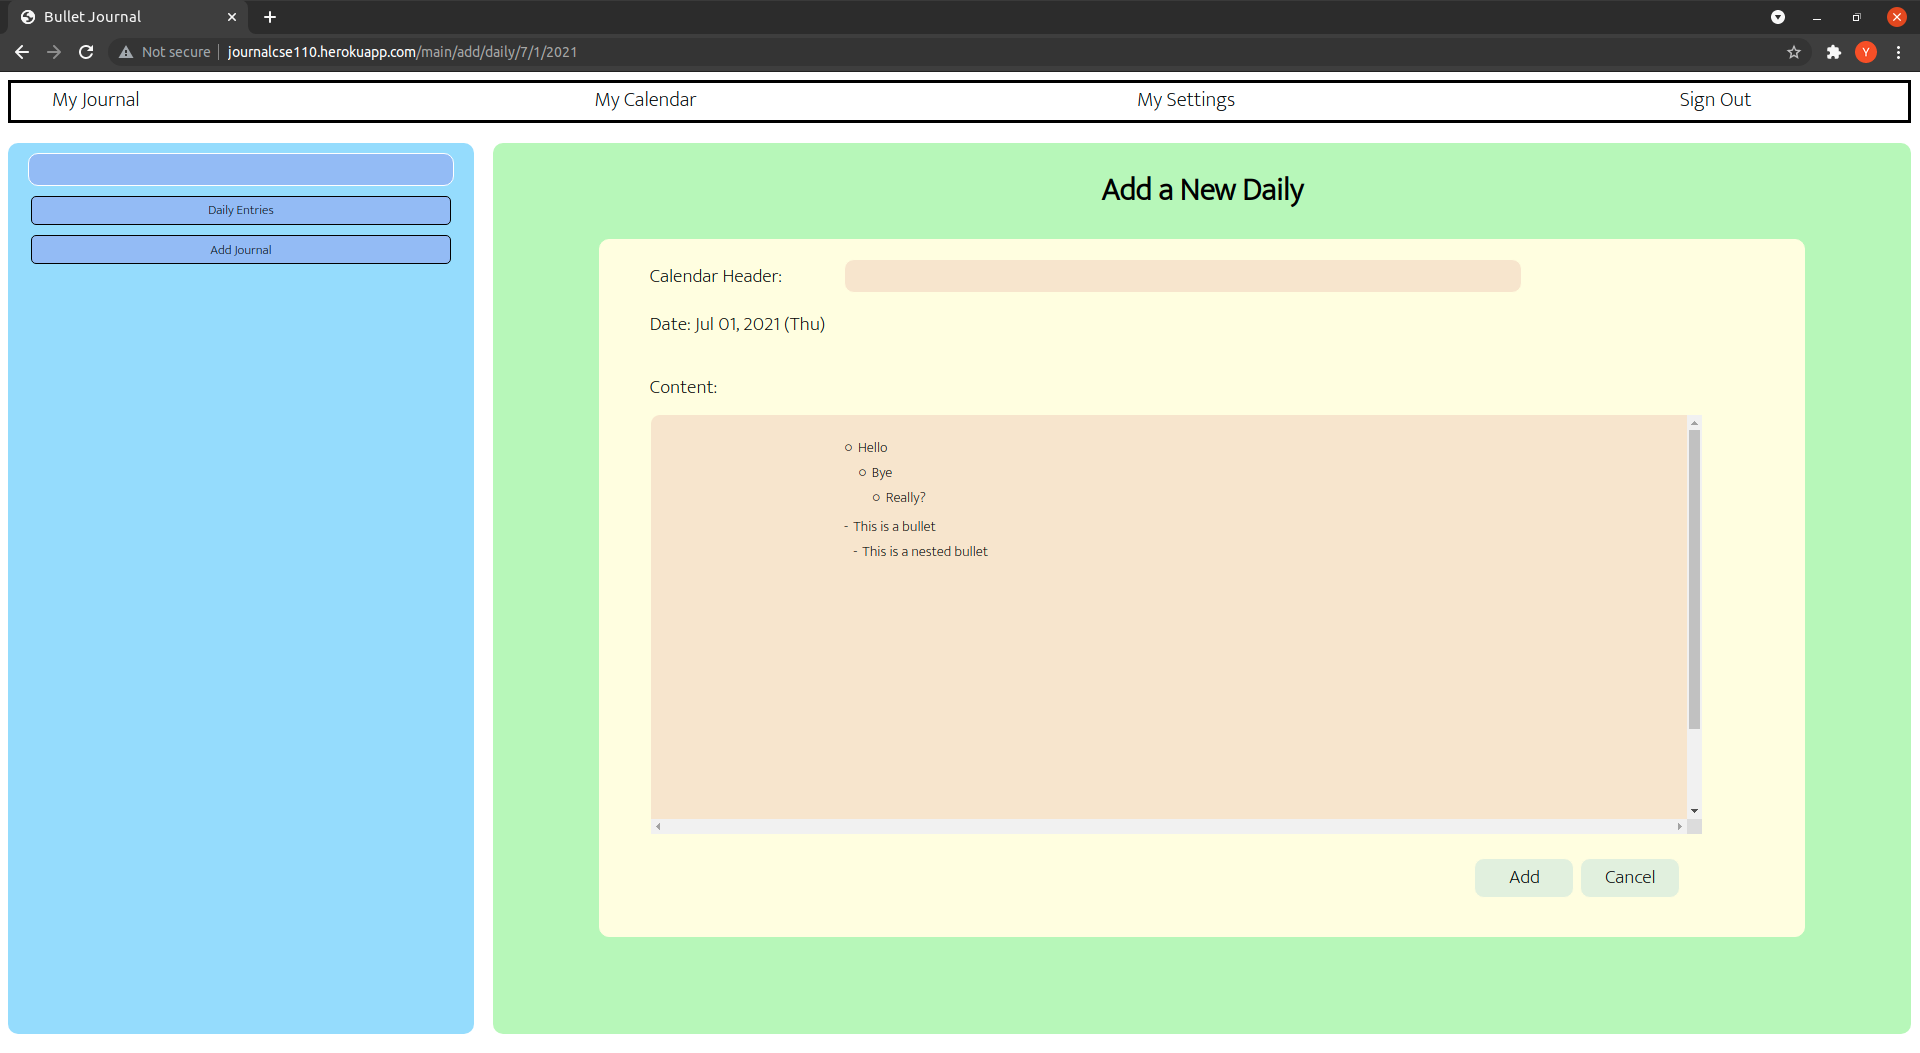 Bullet Journal
Not secure | journalcse110.herokuapp.com/main/add/daily/7/1/2021
Y
My Journal
My Calendar
My Settings
Sign Out
Daily Entries
Add Journal
Add a New Daily
Calendar Header:
Date: Jul 01, 2021 (Thu)
Content:
○ Hello
○ Bye
○ Really?
- This is a bullet
- This is a nested bullet
Add
Cancel